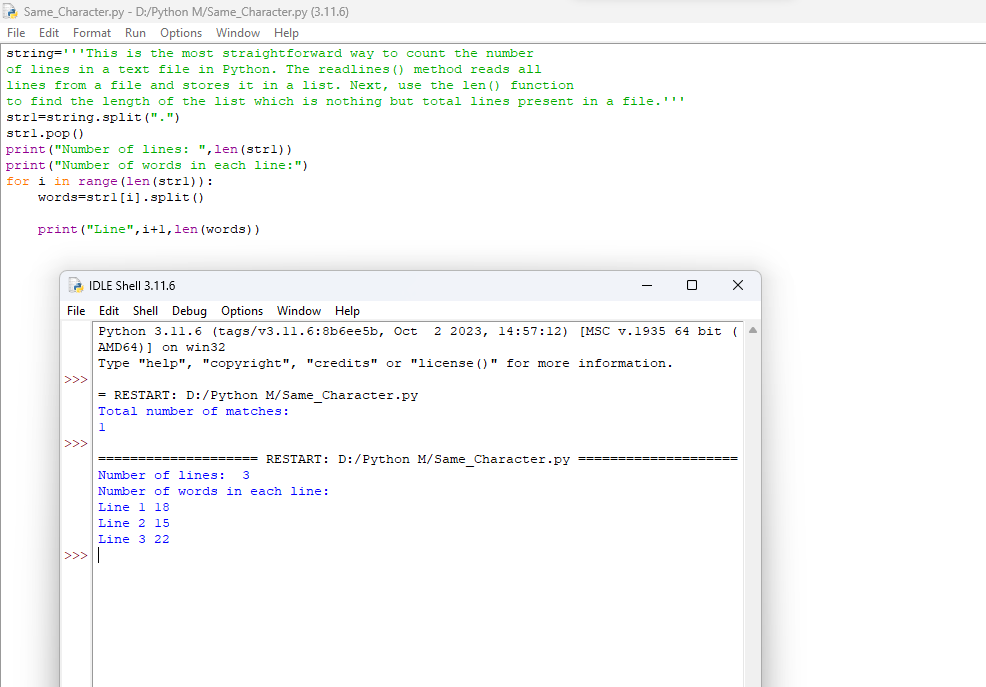 Same_Character.py - D:/Python M/Same_Character.py (3.11.6)
File Edit Format Run Options Window Help
string='''This is the most straightforward way to count the number
of lines in a text file in Python. The readlines() method reads all
lines from a file and stores it in a list. Next, use the len() function
to find the length of the list which is nothing but total lines present in a file.'''
str1=string.split(".")
str1.pop()
print("Number of lines: ",len(str1))
print("Number of words in each line:")
for i in range(len(str1)):
    words=str1[i].split()
    print("Line",i+1,len(words))
IDLE Shell 3.11.6
File Edit Shell Debug Options Window Help
Python 3.11.6 (tags/v3.11.6:8b6ee5b, Oct  2 2023, 14:57:12) [MSC v.1935 64 bit (
AMD64)] on win32
Type "help", "copyright", "credits" or "license()" for more information.
>>>
= RESTART: D:/Python M/Same_Character.py
Total number of matches:
1
>>>
==================== RESTART: D:/Python M/Same_Character.py ====================
Number of lines:  3
Number of words in each line:
Line 1 18
Line 2 15
Line 3 22
>>>